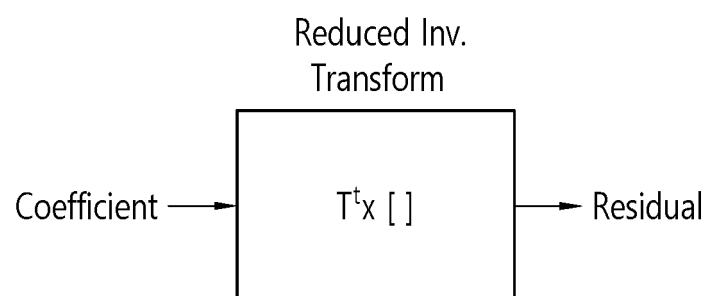 Reduced Inv.
Transform
Coefficient
Tᵗx [ ]
Residual